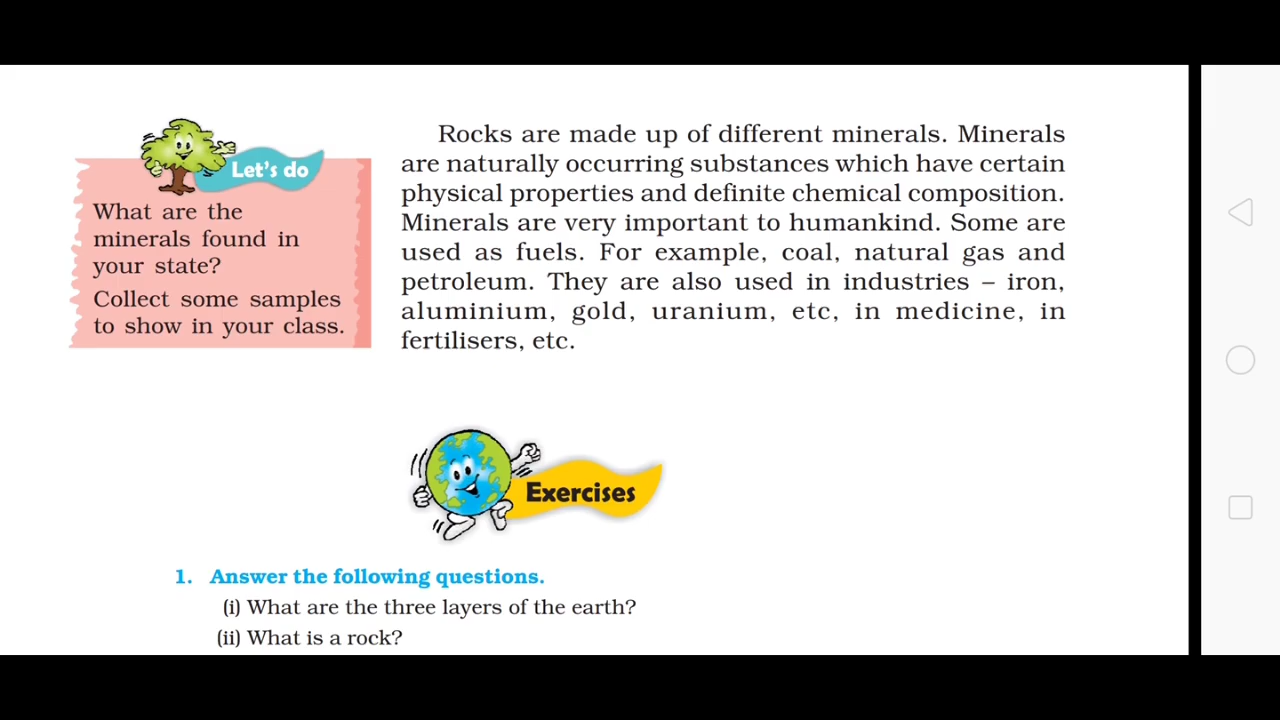 Let's do
What are the
minerals found in
your state?
Collect some samples
to show in your class.
Rocks are made up of different minerals. Minerals
are naturally occurring substances which have certain
physical properties and definite chemical composition.
Minerals are very important to humankind. Some are
used as fuels. For example, coal, natural gas and
petroleum. They are also used in industries – iron,
aluminium, gold, uranium, etc, in medicine, in
fertilisers, etc.
Exercises
1. Answer the following questions.
(i) What are the three layers of the earth?
(ii) What is a rock?